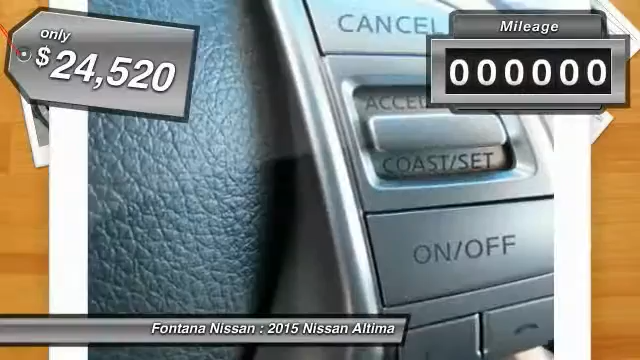 only
$24,520
Mileage
000000
CANCEL
ACCEL
COAST/SET
ON/OFF
Fontana Nissan : 2015 Nissan Altima